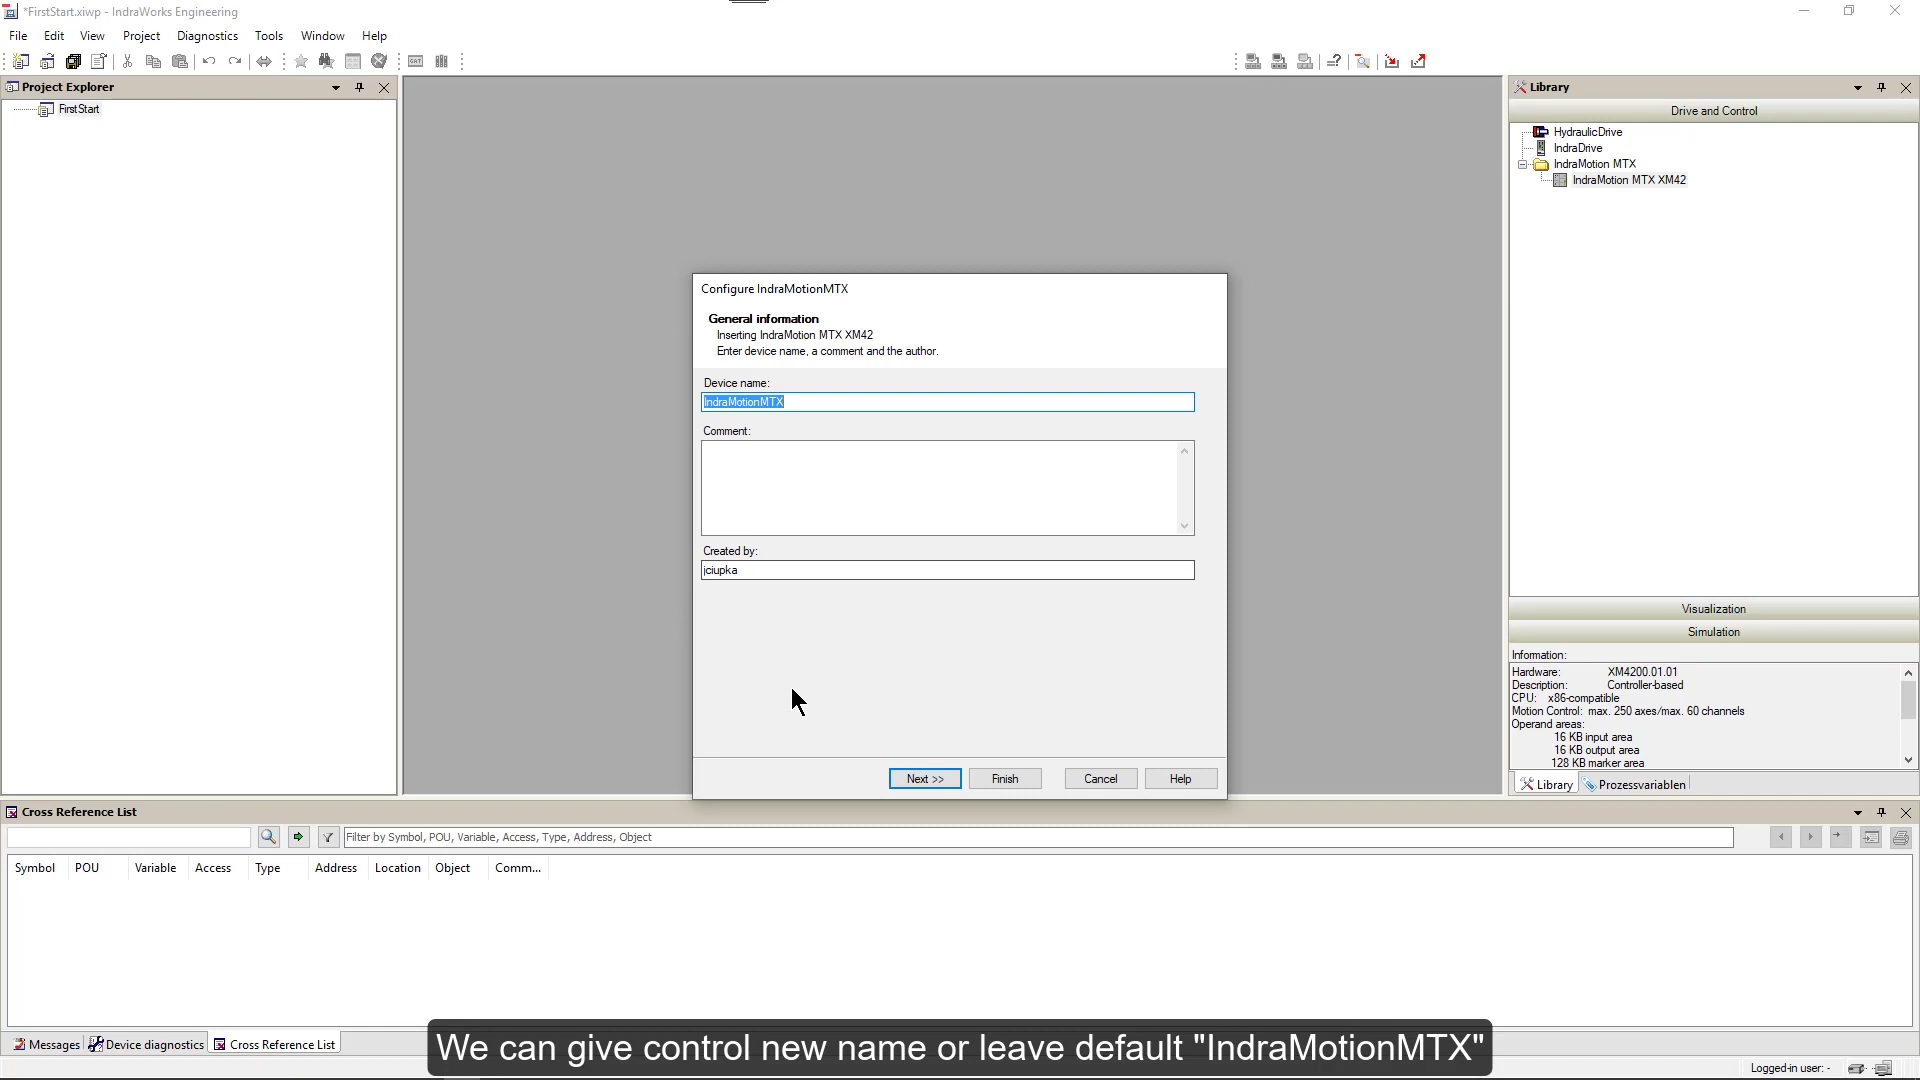 *FirstStart.xiwp - IndraWorks Engineering
File Edit View Project Diagnostics Tools Window Help
Project Explorer
FirstStart
Library
Drive and Control
HydraulicDrive
IndraDrive
IndraMotion MTX
IndraMotion MTX XM42
Configure IndraMotionMTX
General information
Inserting IndraMotion MTX XM42
Enter device name, a comment and the author.
Device name:
IndraMotionMTX
Comment:
Created by:
jciupka
Next >> Finish Cancel Help
Visualization
Simulation
Information:
Hardware: XM4200.01.01
Description: Controller-based
CPU: x86-compatible
Motion Control: max. 250 axes/max. 60 channels
Operand areas:
16 KB input area
16 KB output area
128 KB marker area
Library Prozessvariablen
Cross Reference List
Filter by Symbol, POU, Variable, Access, Type, Address, Object
Symbol POU Variable Access Type Address Location Object Comm...
Messages Device diagnostics Cross Reference List
We can give control new name or leave default "IndraMotionMTX"
Logged-in user: -